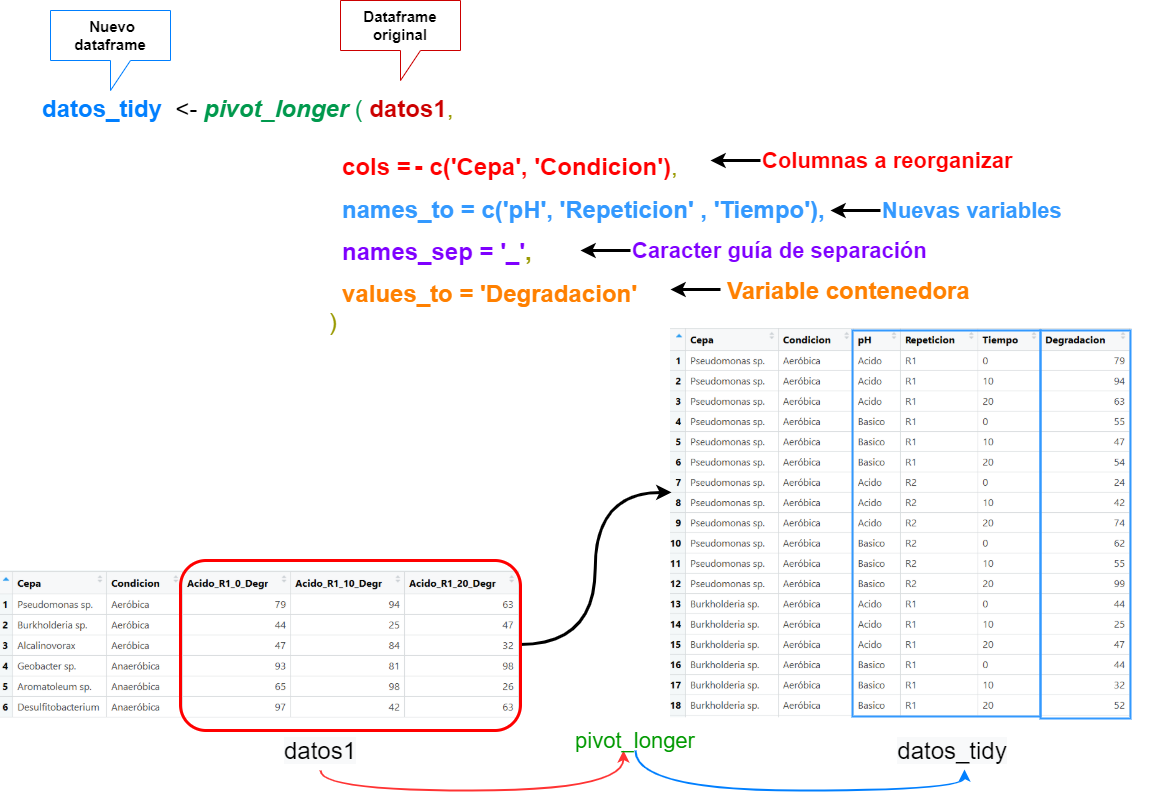 Nuevo
dataframe
Dataframe
original
datos_tidy <- pivot_longer ( datos1,
cols = - c('Cepa', 'Condicion'),
Columnas a reorganizar
names_to = c('pH', 'Repeticion' , 'Tiempo'),
Nuevas variables
names_sep = '_',
Caracter guía de separación
values_to = 'Degradacion'
Variable contenedora
)
Cepa Condicion pH Repeticion Tiempo Degradacion
1 Pseudomonas sp. Aeróbica Acido R1 0 79
2 Pseudomonas sp. Aeróbica Acido R1 10 94
3 Pseudomonas sp. Aeróbica Acido R1 20 63
4 Pseudomonas sp. Aeróbica Basico R1 0 55
5 Pseudomonas sp. Aeróbica Basico R1 10 47
6 Pseudomonas sp. Aeróbica Basico R1 20 54
7 Pseudomonas sp. Aeróbica Acido R2 0 24
8 Pseudomonas sp. Aeróbica Acido R2 10 42
9 Pseudomonas sp. Aeróbica Acido R2 20 74
10 Pseudomonas sp. Aeróbica Basico R2 0 62
11 Pseudomonas sp. Aeróbica Basico R2 10 55
12 Pseudomonas sp. Aeróbica Basico R2 20 99
13 Burkholderia sp. Aeróbica Acido R1 0 44
14 Burkholderia sp. Aeróbica Acido R1 10 25
15 Burkholderia sp. Aeróbica Acido R1 20 47
16 Burkholderia sp. Aeróbica Basico R1 0 44
17 Burkholderia sp. Aeróbica Basico R1 10 32
18 Burkholderia sp. Aeróbica Basico R1 20 52
Cepa Condicion Acido_R1_0_Degr Acido_R1_10_Degr Acido_R1_20_Degr
1 Pseudomonas sp. Aeróbica 79 94 63
2 Burkholderia sp. Aeróbica 44 25 47
3 Alcalinovorax Aeróbica 47 84 32
4 Geobacter sp. Anaeróbica 93 81 98
5 Aromatoleum sp. Anaeróbica 65 98 26
6 Desulfitobacterium Anaeróbica 97 42 63
datos1
pivot_longer
datos_tidy